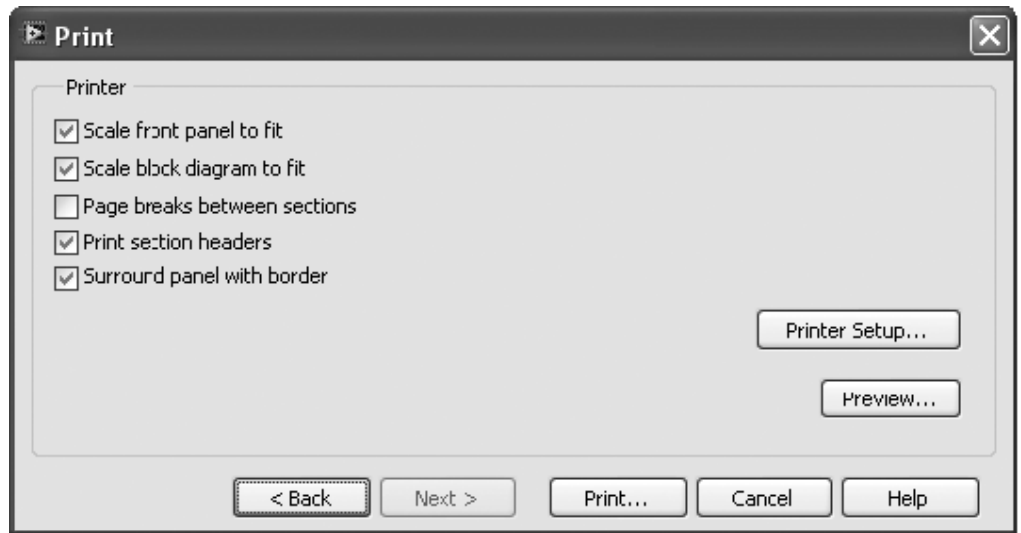 Print
Printer
Scale front panel to fit
Scale block diagram to fit
Page breaks between sections
Print section headers
Surround panel with border
Printer Setup...
Preview...
< Back Next > Print... Cancel Help